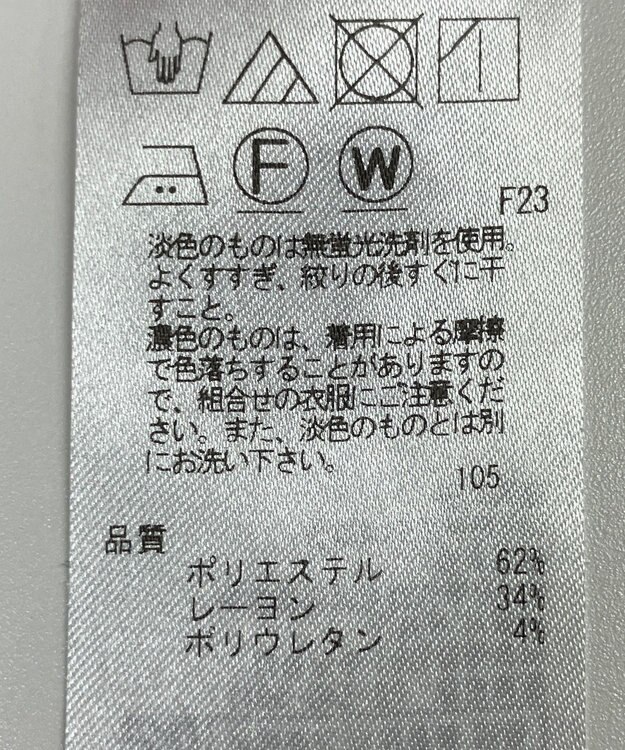 F W
F23
淡色のものは無蛍光洗剤を使用。
よくすすぎ、絞りの後すぐに干
すこと。
濃色のものは、着用による摩擦
で色落ちすることがありますの
で、組合せの衣服にご注意くだ
さい。また、淡色のものとは別
にお洗い下さい。
105
品質
ポリエステル 62%
レーヨン 34%
ポリウレタン 4%